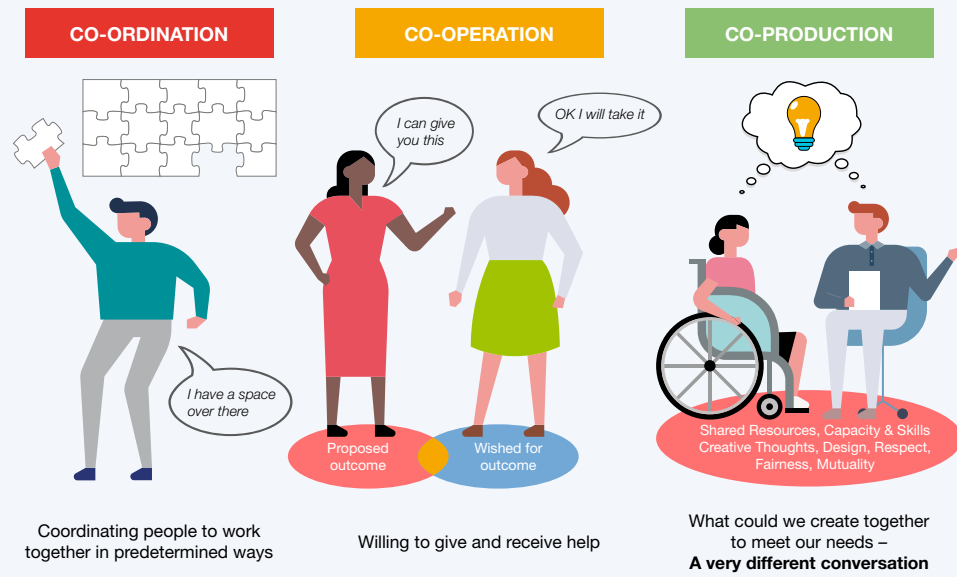 CO-ORDINATION
I have a space
over there
Coordinating people to work
together in predetermined ways
CO-OPERATION
I can give
you this
OK I will take it
Proposed
outcome
Wished for
outcome
Willing to give and receive help
CO-PRODUCTION
Shared Resources, Capacity & Skills
Creative Thoughts, Design, Respect,
Fairness, Mutuality
What could we create together
to meet our needs –
A very different conversation